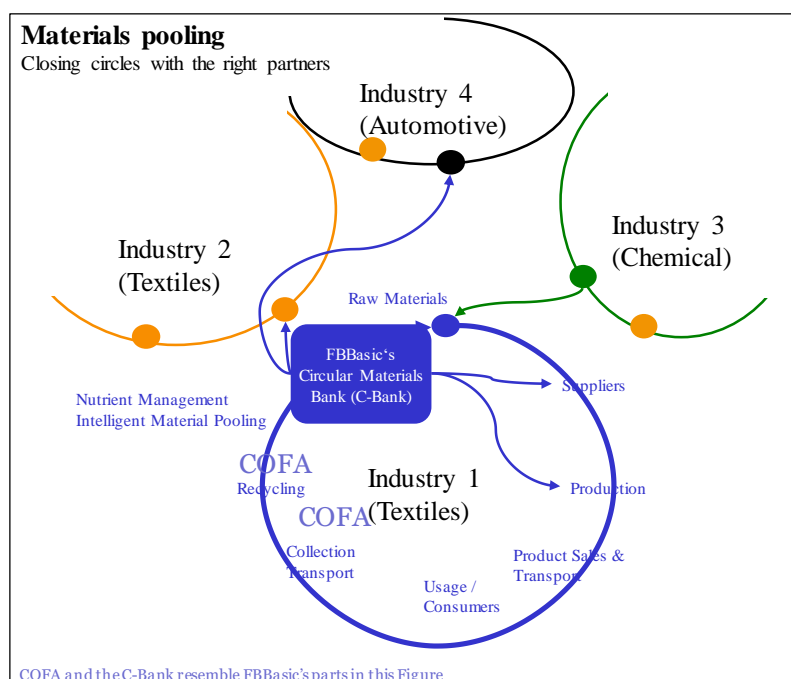 Materials pooling
Closing circles with the right partners
Industry 4
(Automotive)
Industry 2
(Textiles)
Industry 3
(Chemical)
Raw Materials
FBBasic‘s
Circular Materials
Bank (C-Bank)
Suppliers
Nutrient Management
Intelligent Material Pooling
COFA
Recycling
Industry 1
(Textiles)
Production
COFA
Collection
Transport
Product Sales &
Transport
Usage /
Consumers
COFA and the C-Bank resemble FBBasic’s parts in this Figure